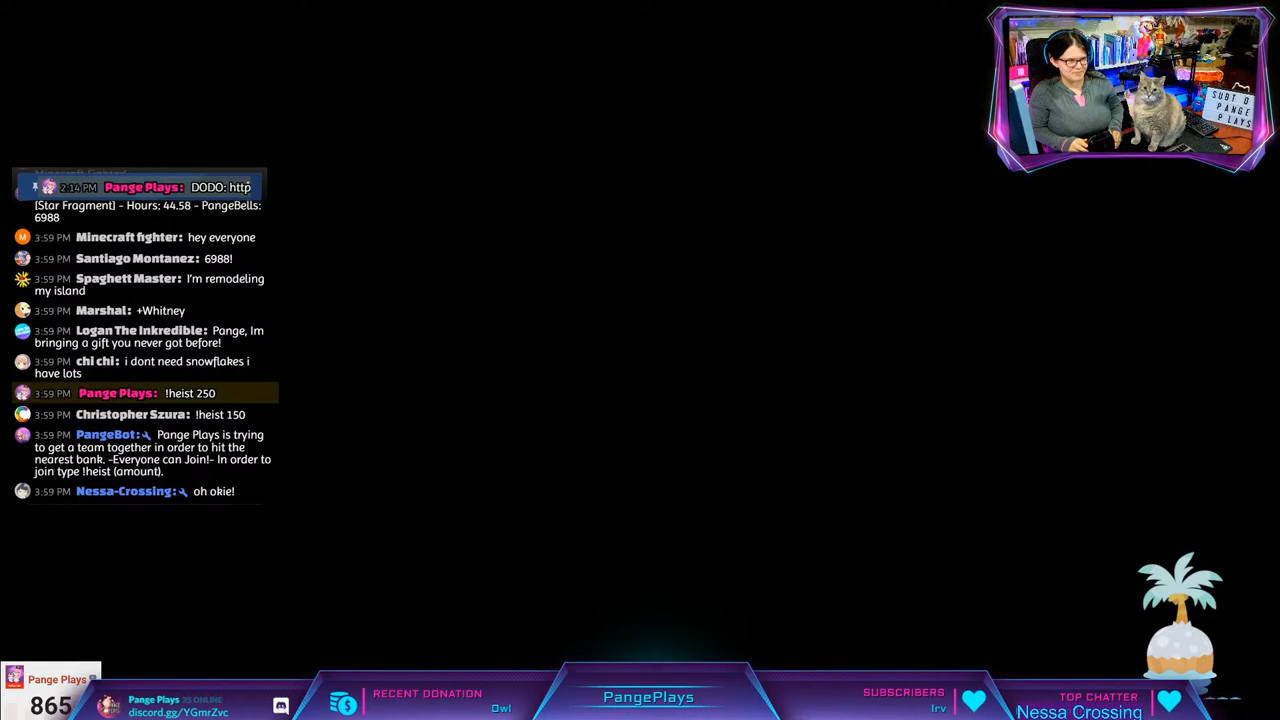 2:14 PM Pange Plays: DODO: http
[Star Fragment] - Hours: 44.58 - PangeBells:
6988
M 3:59 PM Minecraft fighter: hey everyone
3:59 PM Santiago Montanez: 6988!
3:59 PM Spaghett Master: I'm remodeling
my island
3:59 PM Marshal: +Whitney
3:59 PM Logan The Inkredible: Pange, Im
bringing a gift you never got before!
3:59 PM chi chi: i dont need snowflakes i
have lots
3:59 PM Pange Plays: !heist 250
3:59 PM Christopher Szura: !heist 150
3:59 PM PangeBot: Pange Plays is trying
to get a team together in order to hit the
nearest bank. -Everyone can Join!- In order to
join type !heist (amount).
3:59 PM Nessa-Crossing: oh okie!
SUBT O
PANGE
PLAYS
Pange Plays
865
Pange Plays 35 ONLINE
discord.gg/YGmrZvc
RECENT DONATION
Owl
PangePlays
SUBSCRIBERS
Irv
TOP CHATTER
Nessa Crossing